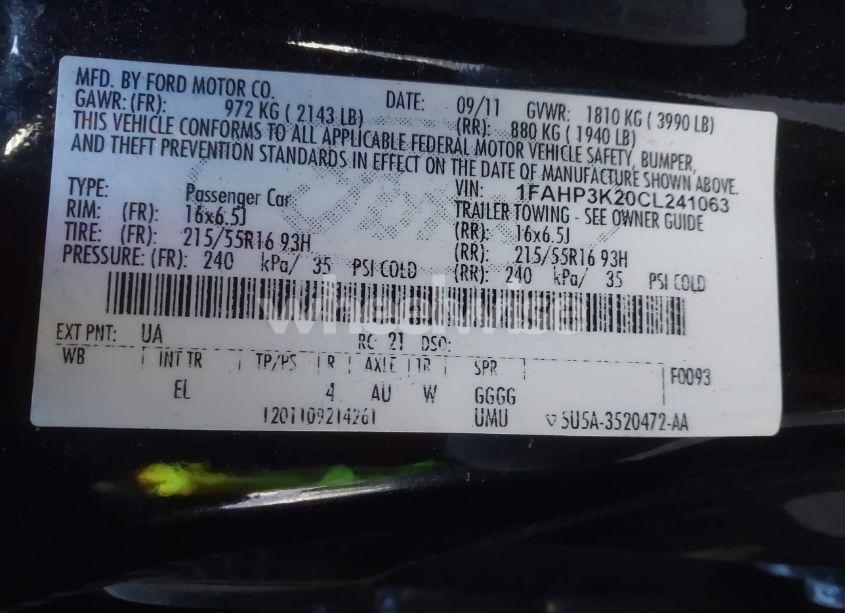 MFD. BY FORD MOTOR CO. DATE: 09/11 GVWR: 1810 KG ( 3990 LB)
GAWR: (FR): 972 KG ( 2143 LB) (RR): 880 KG ( 1940 LB)
THIS VEHICLE CONFORMS TO ALL APPLICABLE FEDERAL MOTOR VEHICLE SAFETY, BUMPER,
AND THEFT PREVENTION STANDARDS IN EFFECT ON THE DATE OF MANUFACTURE SHOWN ABOVE.
VIN: 1FAHP3K20CL241063
TYPE: Passenger Car TRAILER TOWING - SEE OWNER GUIDE
RIM: (FR): 16x6.5J (RR): 16x6.5J
TIRE: (FR): 215/55R16 93H (RR): 215/55R16 93H
PRESSURE: (FR): 240 kPa/ 35 PSI COLD (RR): 240 kPa/ 35 PSI COLD
wheelwise
EXT PNT: UA RC: 21 DSO:
WB INT TR TP/PS R AXLE TR SPR F0093
EL 4 AU W GGGG
UMU 5U5A-3520472-AA